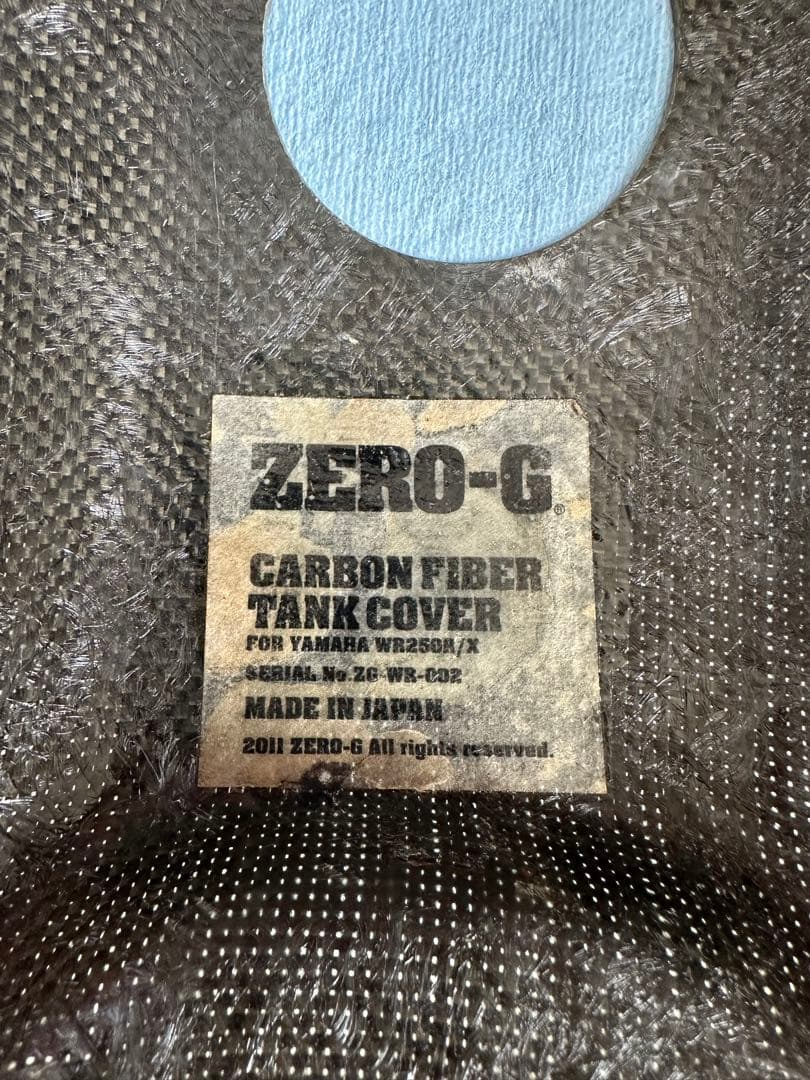 ZERO-G®
CARBON FIBER
TANK COVER
FOR YAMAHA WR250R/X
SERIAL No.ZG-WR-002
MADE IN JAPAN
2011 ZERO-G All rights reserved.